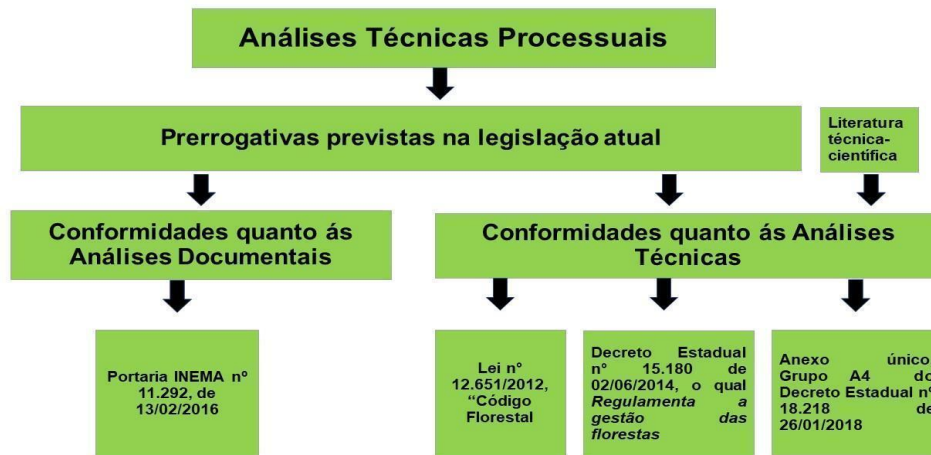 Análises Técnicas Processuais
Prerrogativas previstas na legislação atual
Literatura
técnica-
científica
Conformidades quanto ás
Análises Documentais
Conformidades quanto ás Análises
Técnicas
Portaria INEMA nº
11.292, de
13/02/2016
Lei n°
12.651/2012,
“Código
Florestal
Decreto Estadual
n° 15.180 de
02/06/2014, o qual
Regulamenta a
gestão das
florestas
Anexo único,
Grupo A4 do
Decreto Estadual nº
18.218 de
26/01/2018